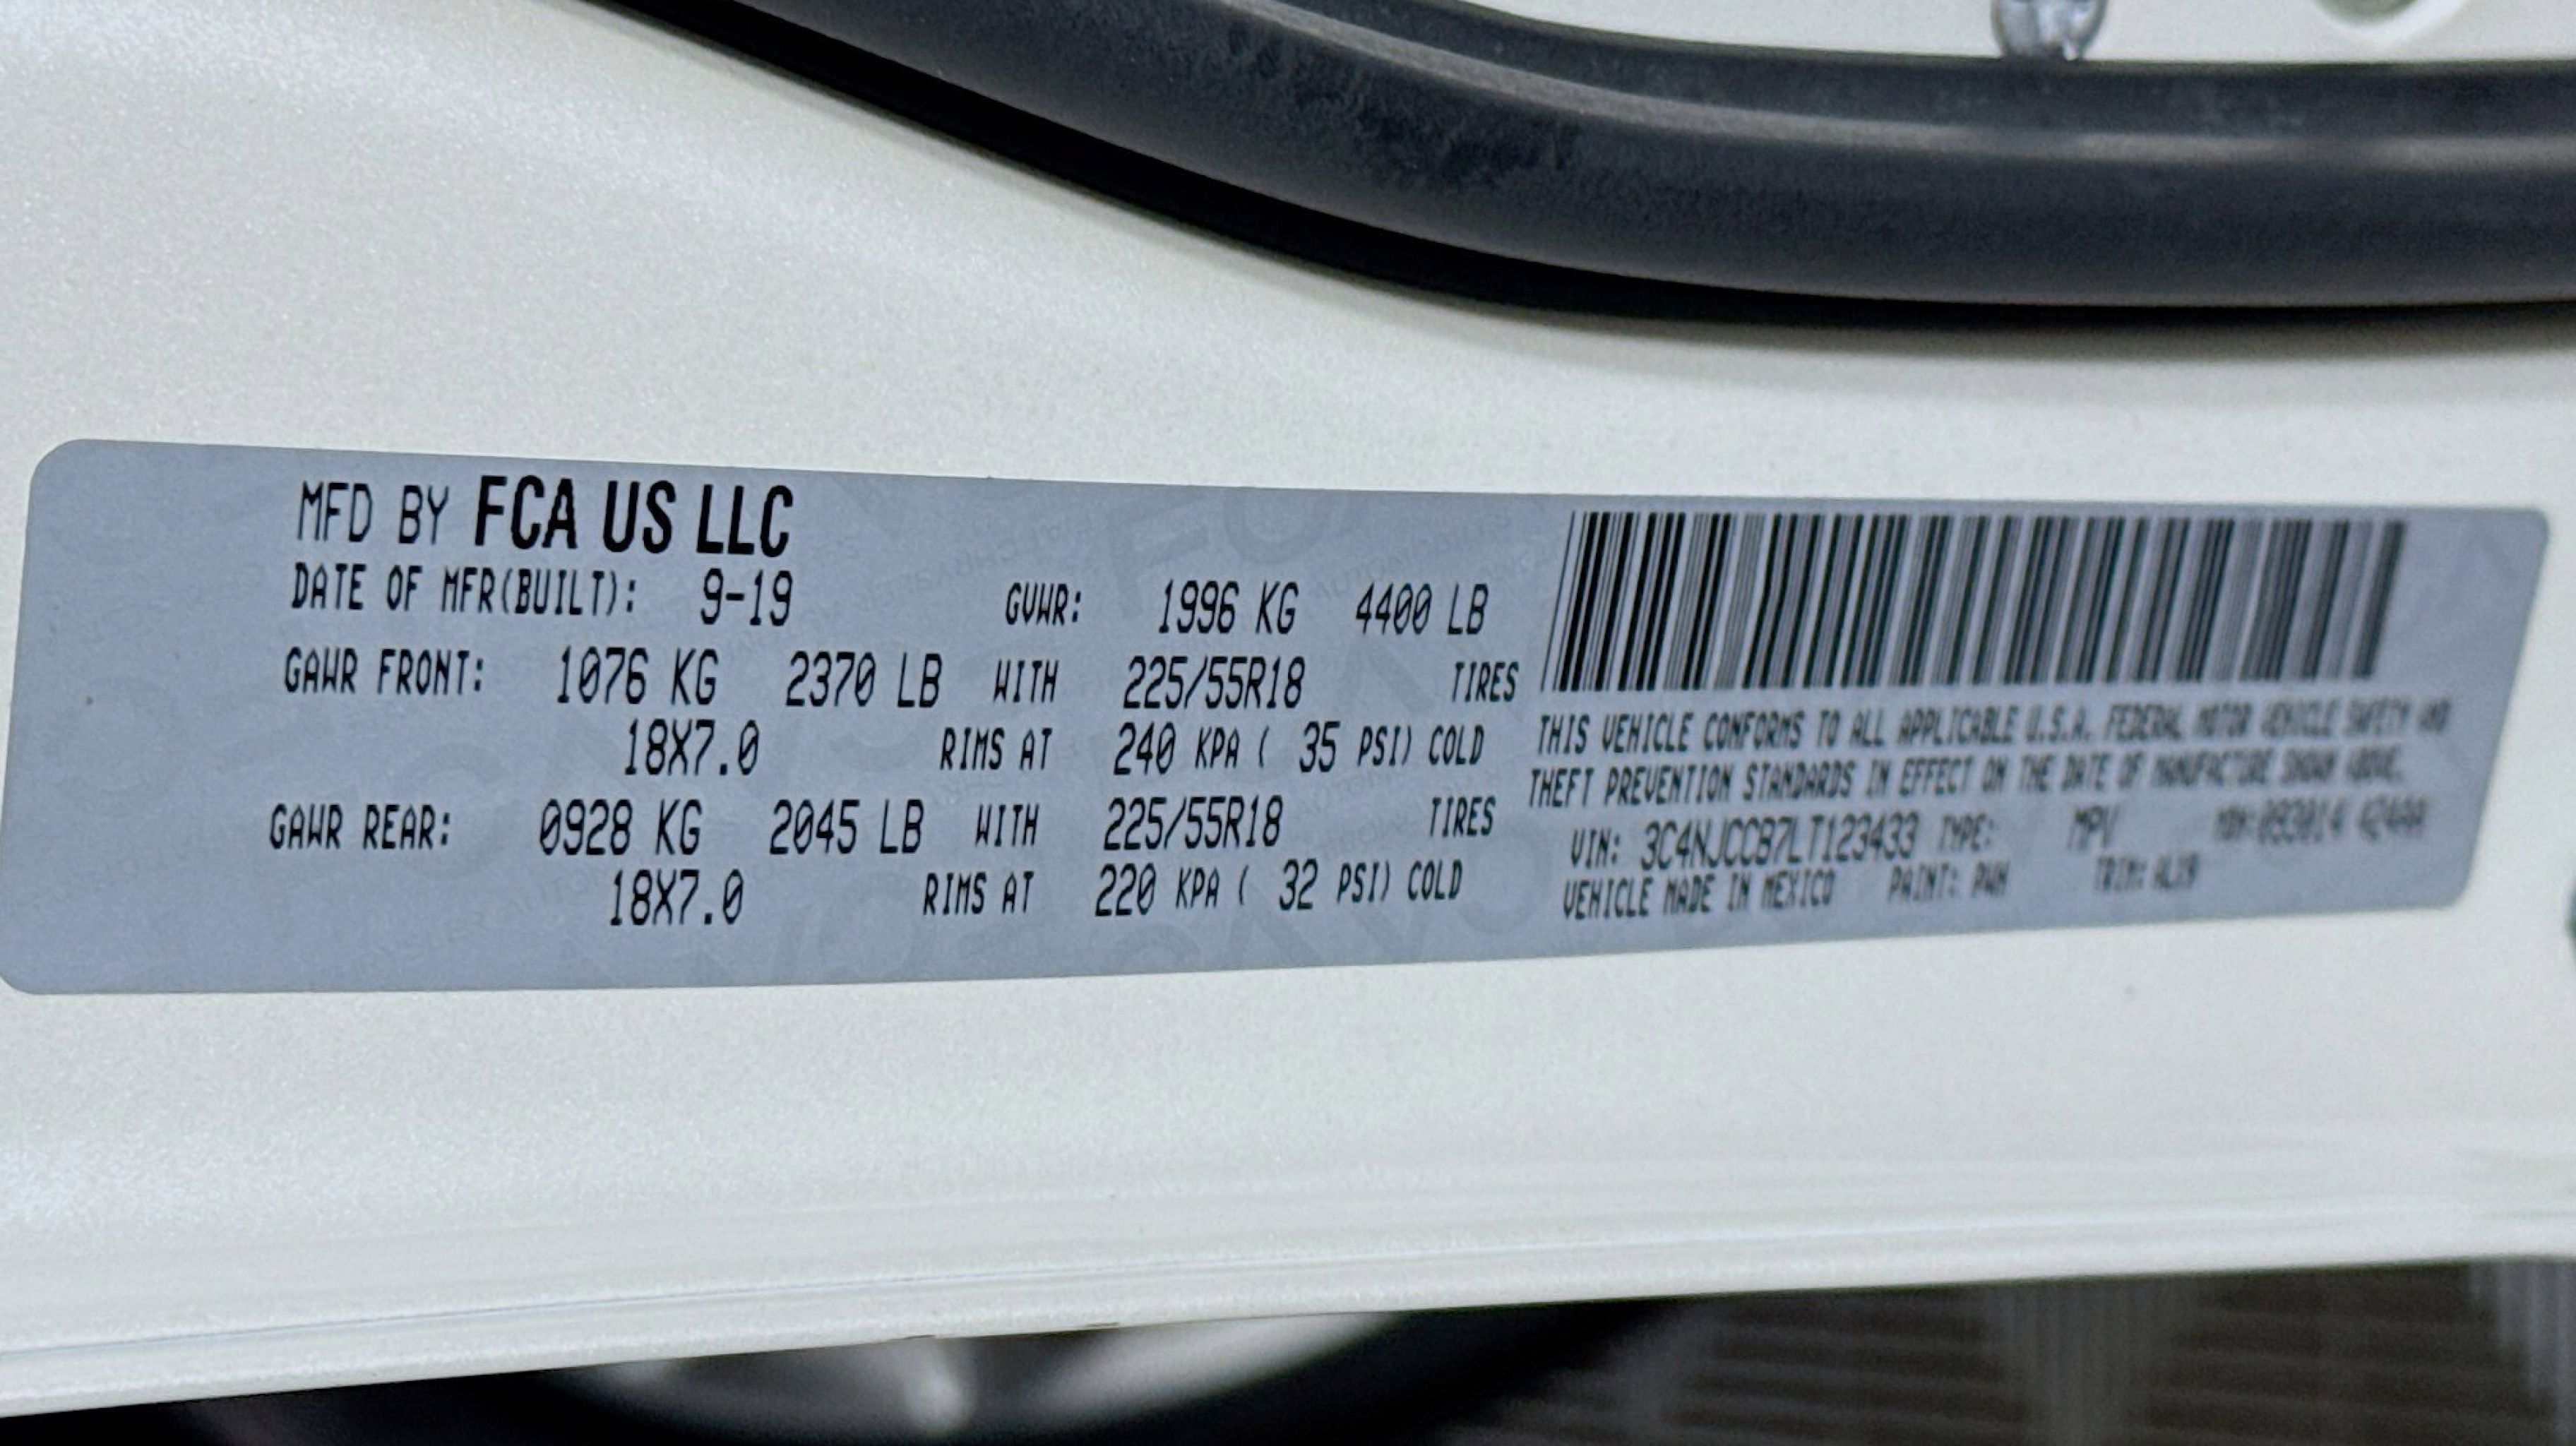 MFD BY FCA US LLC
DATE OF MFR(BUILT): 9-19 GVWR: 1996 KG 4400 LB
GAWR FRONT: 1076 KG 2370 LB WITH 225/55R18 TIRES
18X7.0 RIMS AT 240 KPA ( 35 PSI) COLD
GAWR REAR: 0928 KG 2045 LB WITH 225/55R18 TIRES
18X7.0 RIMS AT 220 KPA ( 32 PSI) COLD
THIS VEHICLE CONFORMS TO ALL APPLICABLE U.S.A. FEDERAL MOTOR VEHICLE SAFETY AND
THEFT PREVENTION STANDARDS IN EFFECT ON THE DATE OF MANUFACTURE SHOWN ABOVE.
VIN: 3C4NJCCB7LT123433 TYPE: MPV
VEHICLE MADE IN MEXICO PAINT: PWN TRIM: